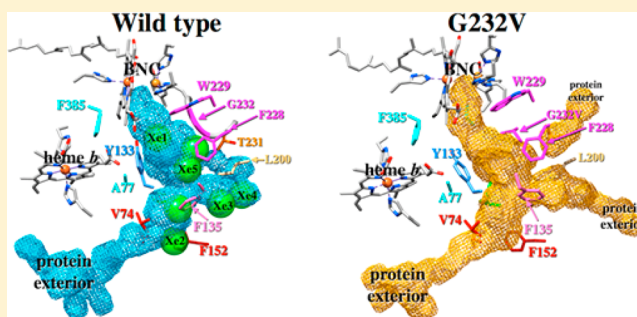 Wild type
G232V
BNC
W229
G232
F228
F385
Xe1
Y133
T231
Xe5
L200
heme b
A77
Xe4
Xe3
V74
F135
Xe2
F152
protein
exterior
BNC
W229
protein
exterior
G232V
F228
F385
Y133
L200
heme b
A77
V74
F135
protein
exterior
F152
protein
exterior